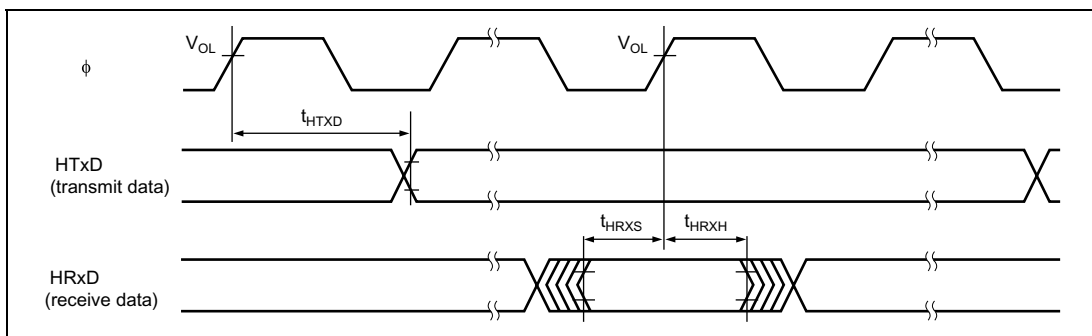 V_OL
V_OL
ϕ
t_HTXD
HTxD
(transmit data)
t_HRXS
t_HRXH
HRxD
(receive data)